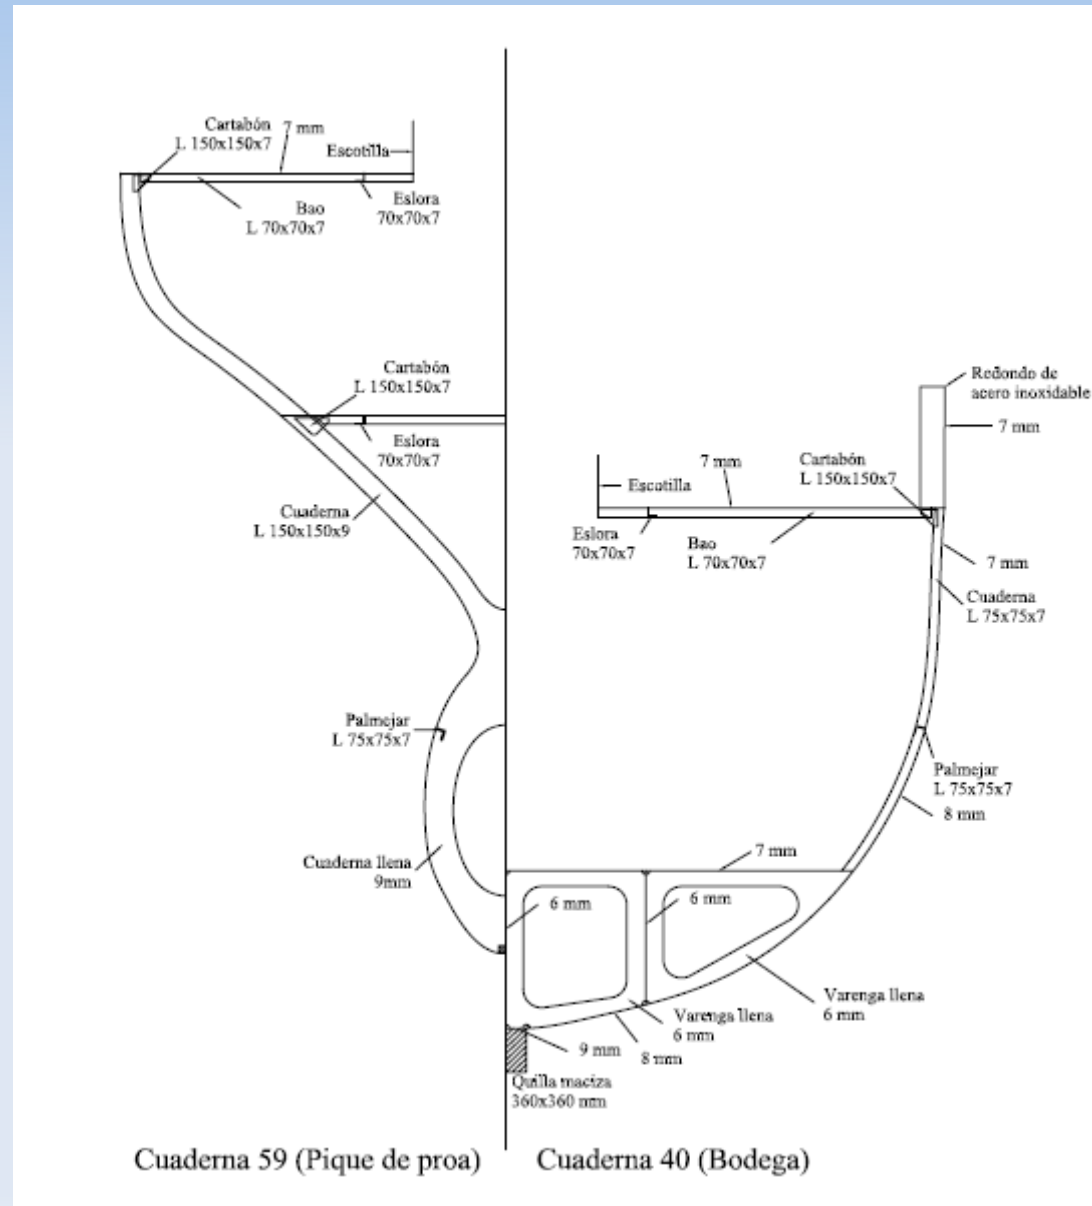 Cartabón
L 150x150x7
7 mm
Escotilla
Bao
L 70x70x7
Eslora
70x70x7
Cartabón
L 150x150x7
Eslora
70x70x7
Cuaderna
L 150x150x9
Palmejar
L 75x75x7
Cuaderna llena
9mm
Redondo de
acero inoxidable
7 mm
Cartabón
L 150x150x7
7 mm
Escotilla
Eslora
70x70x7
Bao
L 70x70x7
7 mm
Cuaderna
L 75x75x7
Palmejar
L 75x75x7
8 mm
7 mm
6 mm
6 mm
Varenga llena
6 mm
Varenga llena
6 mm
9 mm
8 mm
Quilla maciza
360x360 mm
Cuaderna 59 (Pique de proa)
Cuaderna 40 (Bodega)